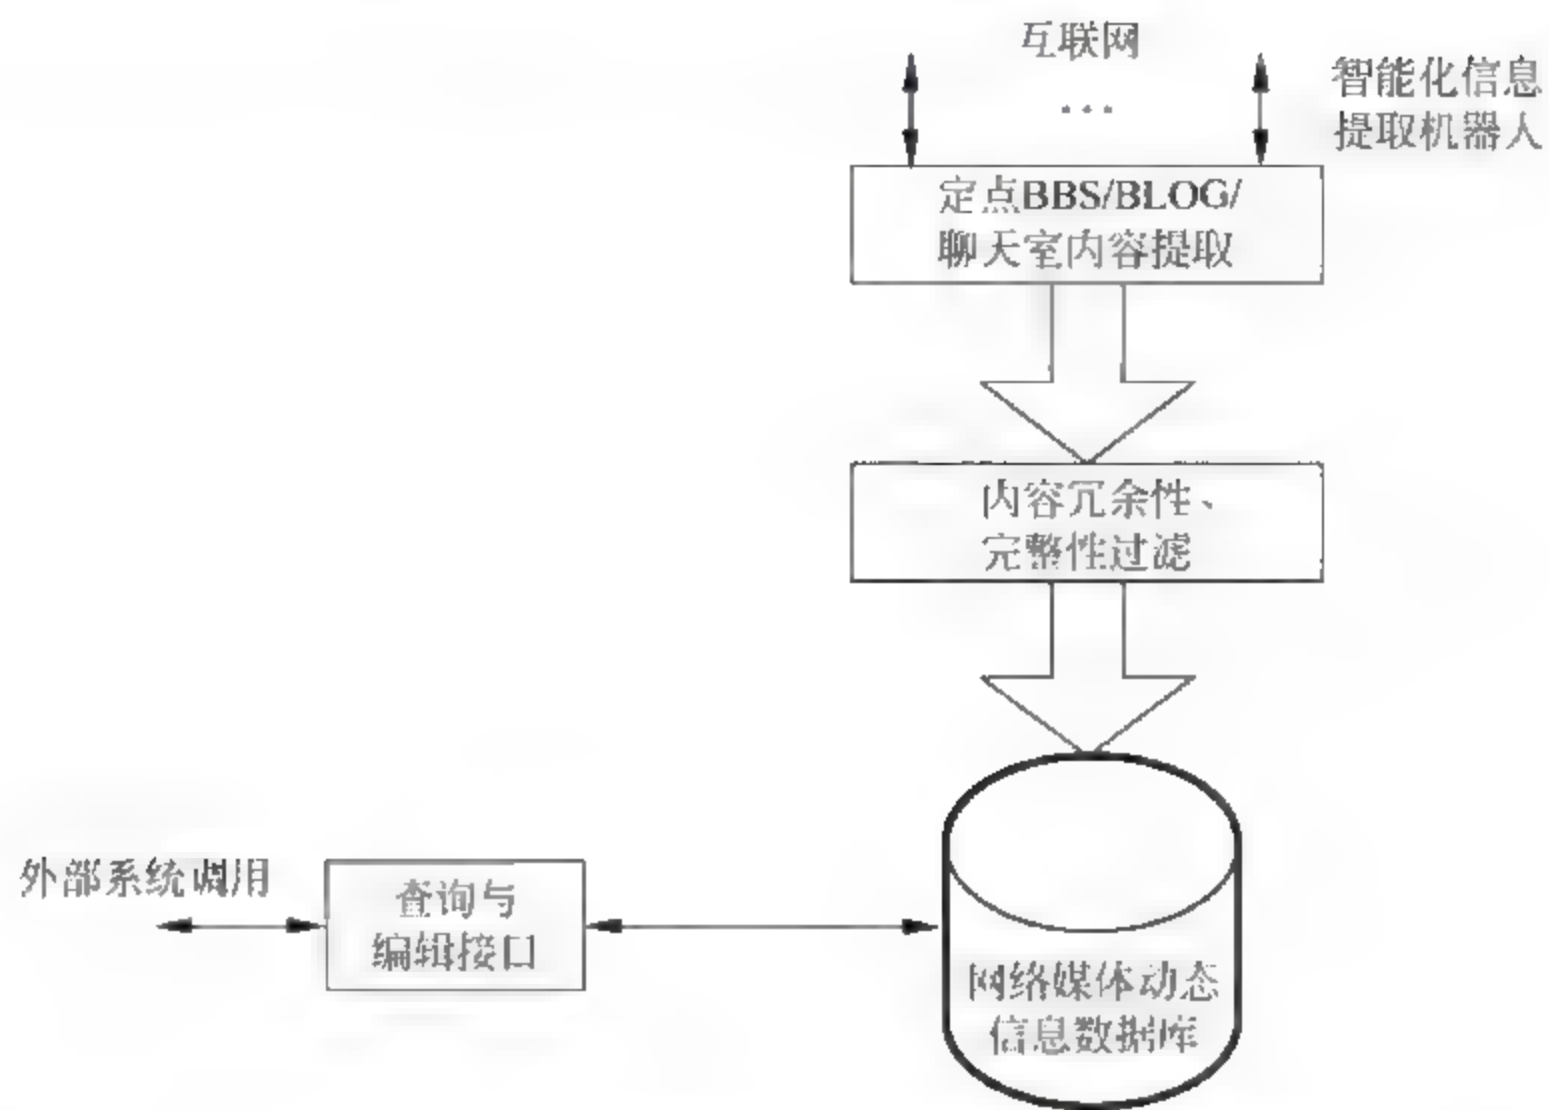 互联网
...
智能化信息
提取机器人
定点BBS/BLOG/
聊天室内容提取
内容冗余性、
完整性过滤
外部系统调用
查询与
编辑接口
网络媒体动态
信息数据库